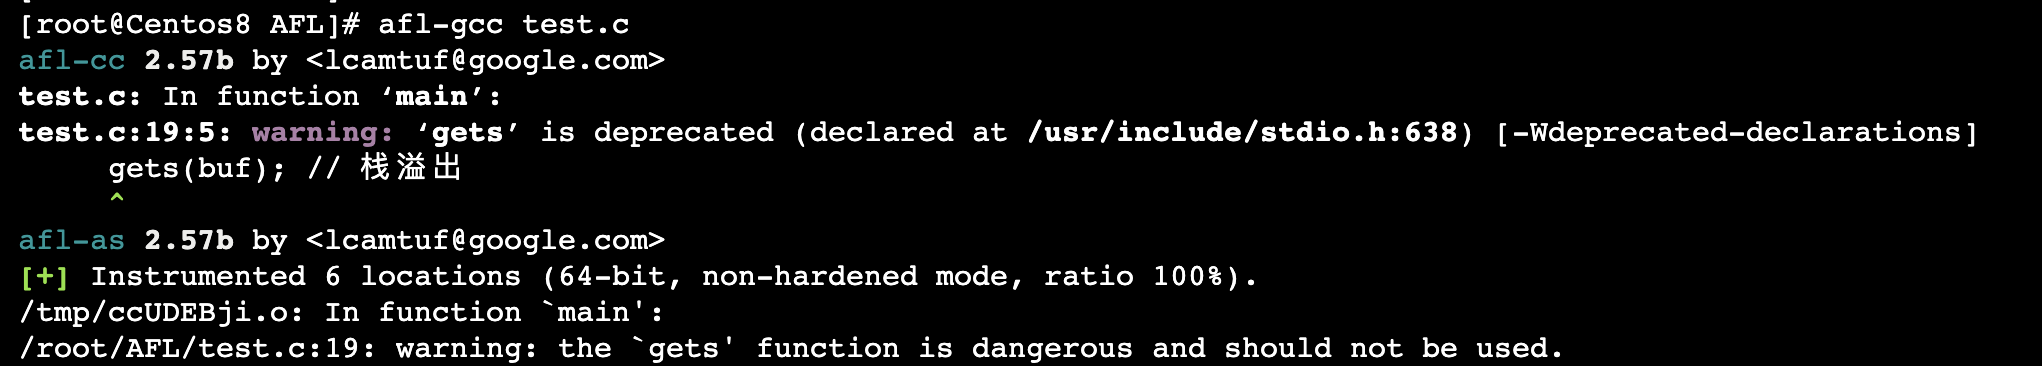 [root@Centos8 AFL]# afl-gcc test.c
afl-cc 2.57b by <lcamtuf@google.com>
test.c: In function ‘main’:
test.c:19:5: warning: ‘gets’ is deprecated (declared at /usr/include/stdio.h:638) [-Wdeprecated-declarations]
     gets(buf); // 栈溢出
     ^
afl-as 2.57b by <lcamtuf@google.com>
[+] Instrumented 6 locations (64-bit, non-hardened mode, ratio 100%).
/tmp/ccUDEBji.o: In function `main':
/root/AFL/test.c:19: warning: the `gets' function is dangerous and should not be used.